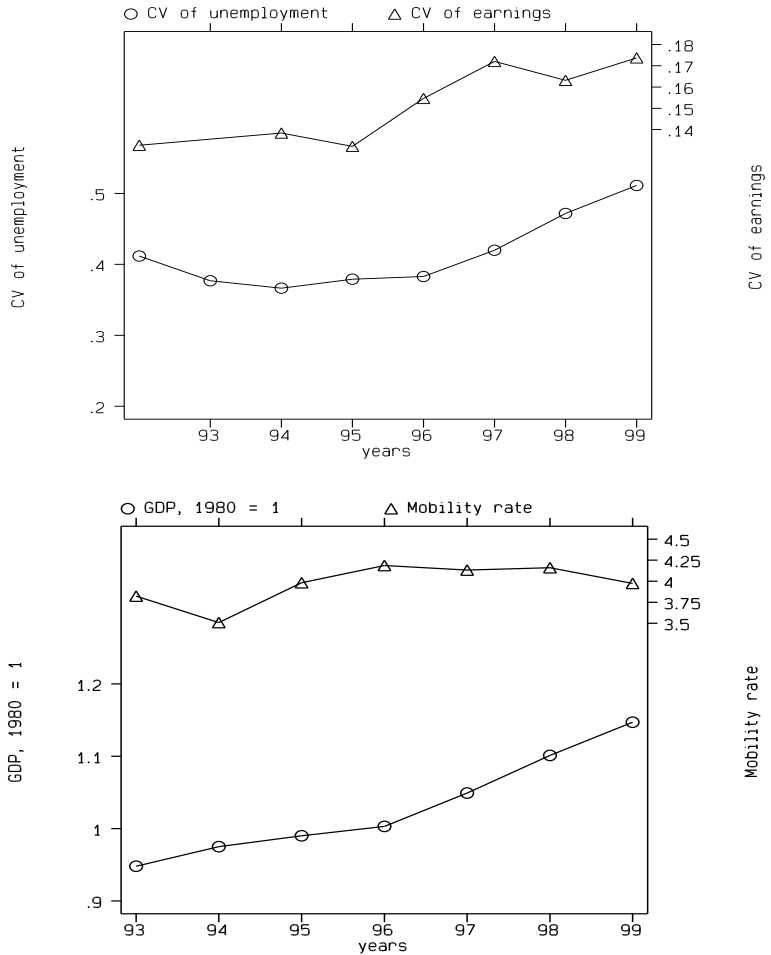 CV of unemployment CV of earnings
.18
.17
.16
.15
.14
CV of unemployment
CV of earnings
.5
.4
.3
.2
93 94 95 96 97 98 99
years
GDP, 1980 = 1 Mobility rate
4.5
4.25
4
3.75
3.5
GDP, 1980 = 1
Mobility rate
1.2
1.1
1
.9
93 94 95 96 97 98 99
years